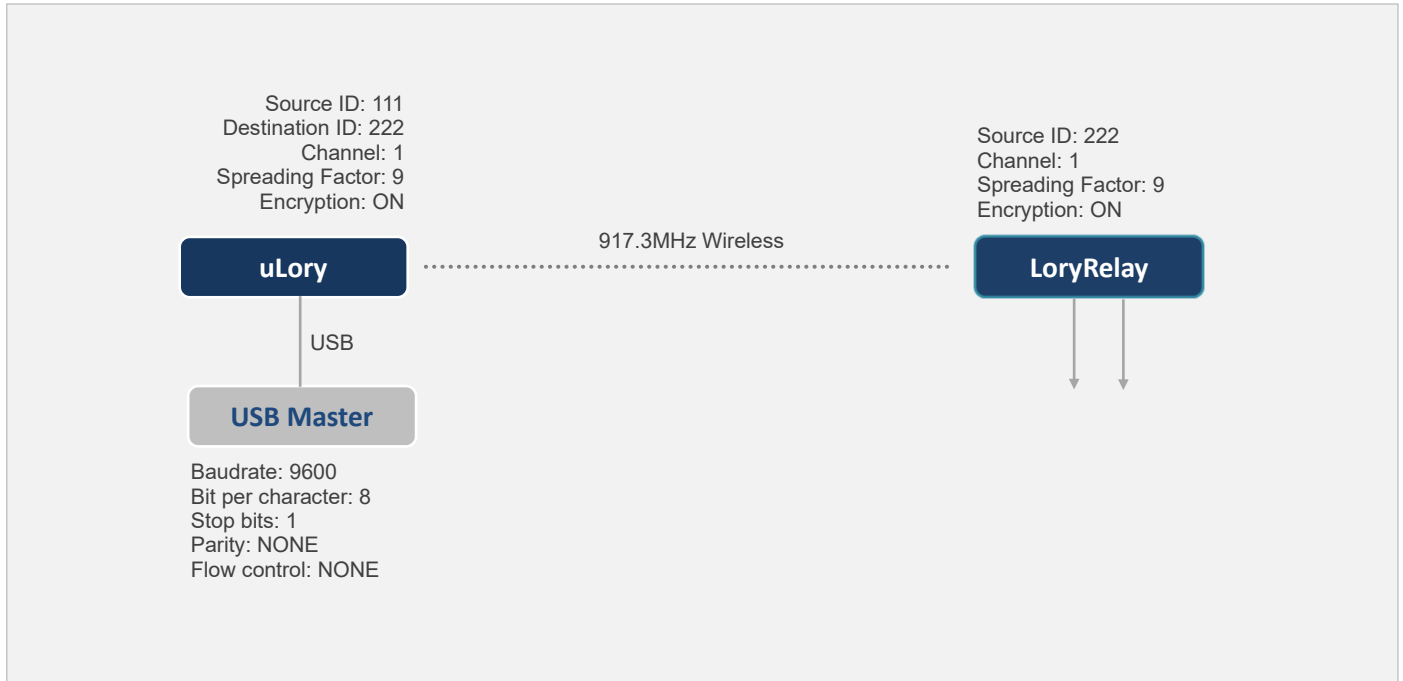 Source ID: 111
Destination ID: 222
Channel: 1
Spreading Factor: 9
Encryption: ON
Source ID: 222
Channel: 1
Spreading Factor: 9
Encryption: ON
917.3MHz Wireless
uLory
LoryRelay
USB
USB Master
Baudrate: 9600
Bit per character: 8
Stop bits: 1
Parity: NONE
Flow control: NONE